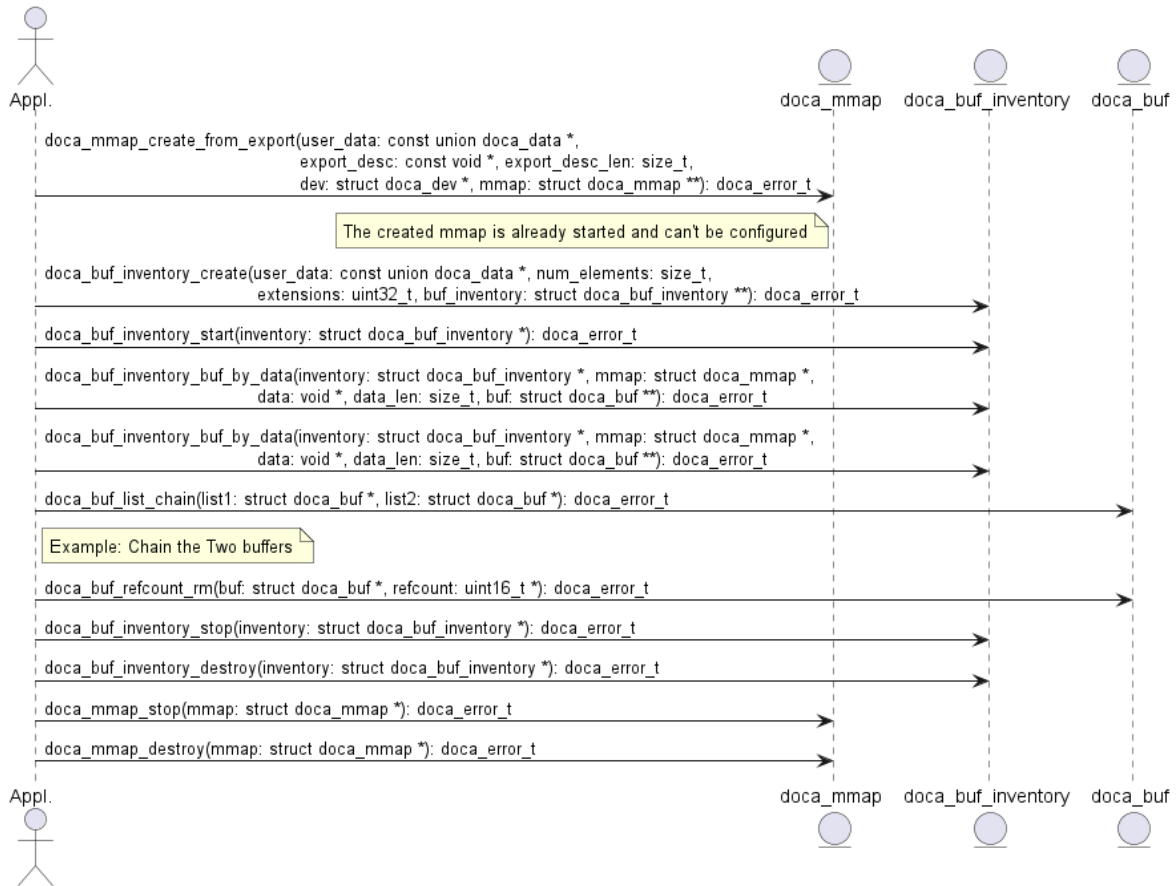 Appl.
doca_mmap
doca_buf_inventory
doca_buf
doca_mmap_create_from_export(user_data: const union doca_data *,
export_desc: const void *, export_desc_len: size_t,
dev: struct doca_dev *, mmap: struct doca_mmap **): doca_error_t
The created mmap is already started and can't be configured
doca_buf_inventory_create(user_data: const union doca_data *, num_elements: size_t,
extensions: uint32_t, buf_inventory: struct doca_buf_inventory **): doca_error_t
doca_buf_inventory_start(inventory: struct doca_buf_inventory *): doca_error_t
doca_buf_inventory_buf_by_data(inventory: struct doca_buf_inventory *, mmap: struct doca_mmap *,
data: void *, data_len: size_t, buf: struct doca_buf **): doca_error_t
doca_buf_inventory_buf_by_data(inventory: struct doca_buf_inventory *, mmap: struct doca_mmap *,
data: void *, data_len: size_t, buf: struct doca_buf **): doca_error_t
doca_buf_list_chain(list1: struct doca_buf *, list2: struct doca_buf *): doca_error_t
Example: Chain the Two buffers
doca_buf_refcount_rm(buf: struct doca_buf *, refcount: uint16_t *): doca_error_t
doca_buf_inventory_stop(inventory: struct doca_buf_inventory *): doca_error_t
doca_buf_inventory_destroy(inventory: struct doca_buf_inventory *): doca_error_t
doca_mmap_stop(mmap: struct doca_mmap *): doca_error_t
doca_mmap_destroy(mmap: struct doca_mmap *): doca_error_t
Appl.
doca_mmap
doca_buf_inventory
doca_buf